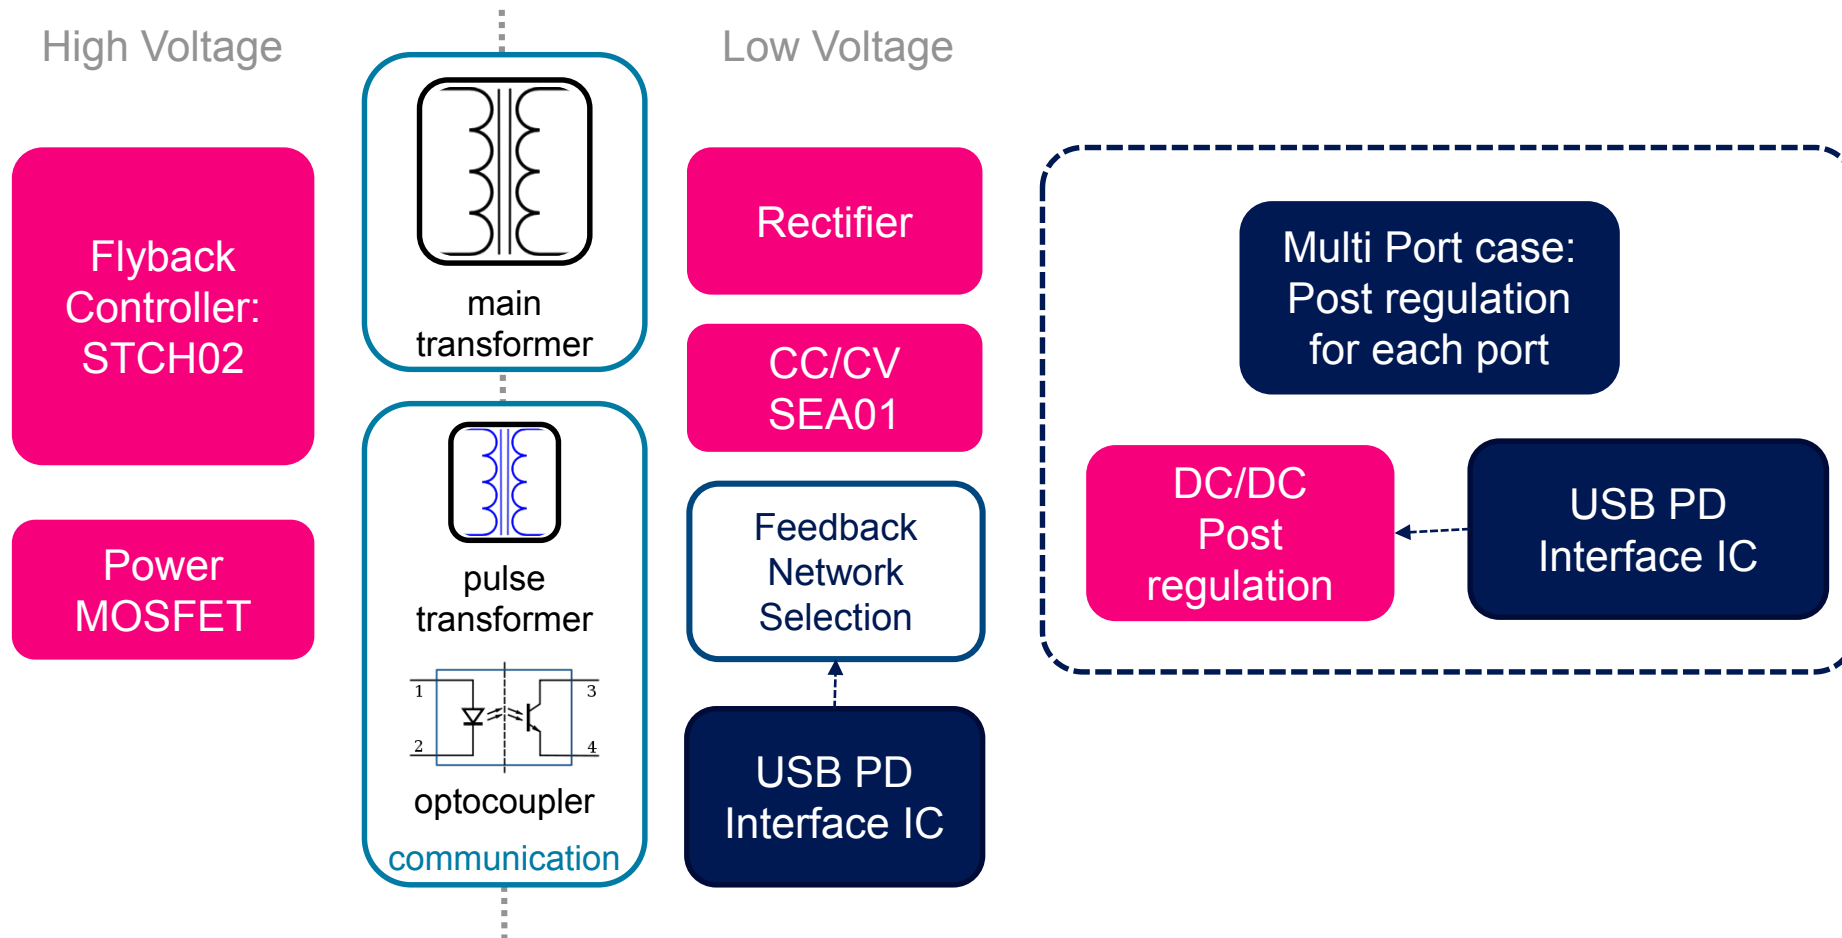 High Voltage
Low Voltage
Flyback
Controller:
STCH02
Power
MOSFET
main
transformer
pulse
transformer
1
3
2
4
optocoupler
communication
Rectifier
CC/CV
SEA01
Feedback
Network
Selection
USB PD
Interface IC
Multi Port case:
Post regulation
for each port
DC/DC
Post
regulation
USB PD
Interface IC